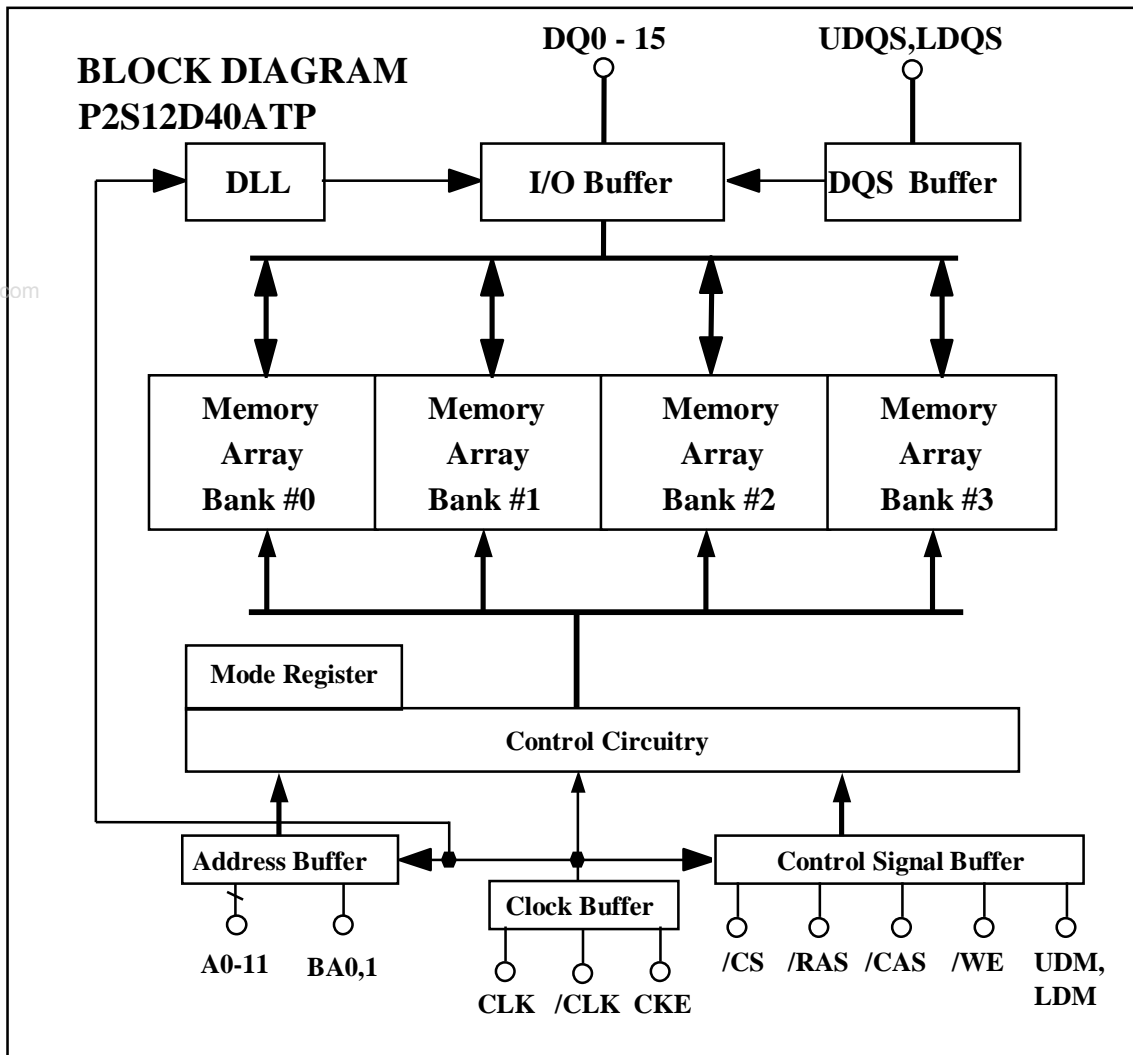 DQ0 - 15
UDQS,LDQS
BLOCK DIAGRAM
P2S12D40ATP
DLL
I/O Buffer
DQS Buffer
com
Memory
Array
Bank #0
Memory
Array
Bank #1
Memory
Array
Bank #2
Memory
Array
Bank #3
Mode Register
Control Circuitry
Address Buffer
Control Signal Buffer
Clock Buffer
A0-11
BA0,1
CLK
/CLK
CKE
/CS
/RAS
/CAS
/WE
UDM,
LDM